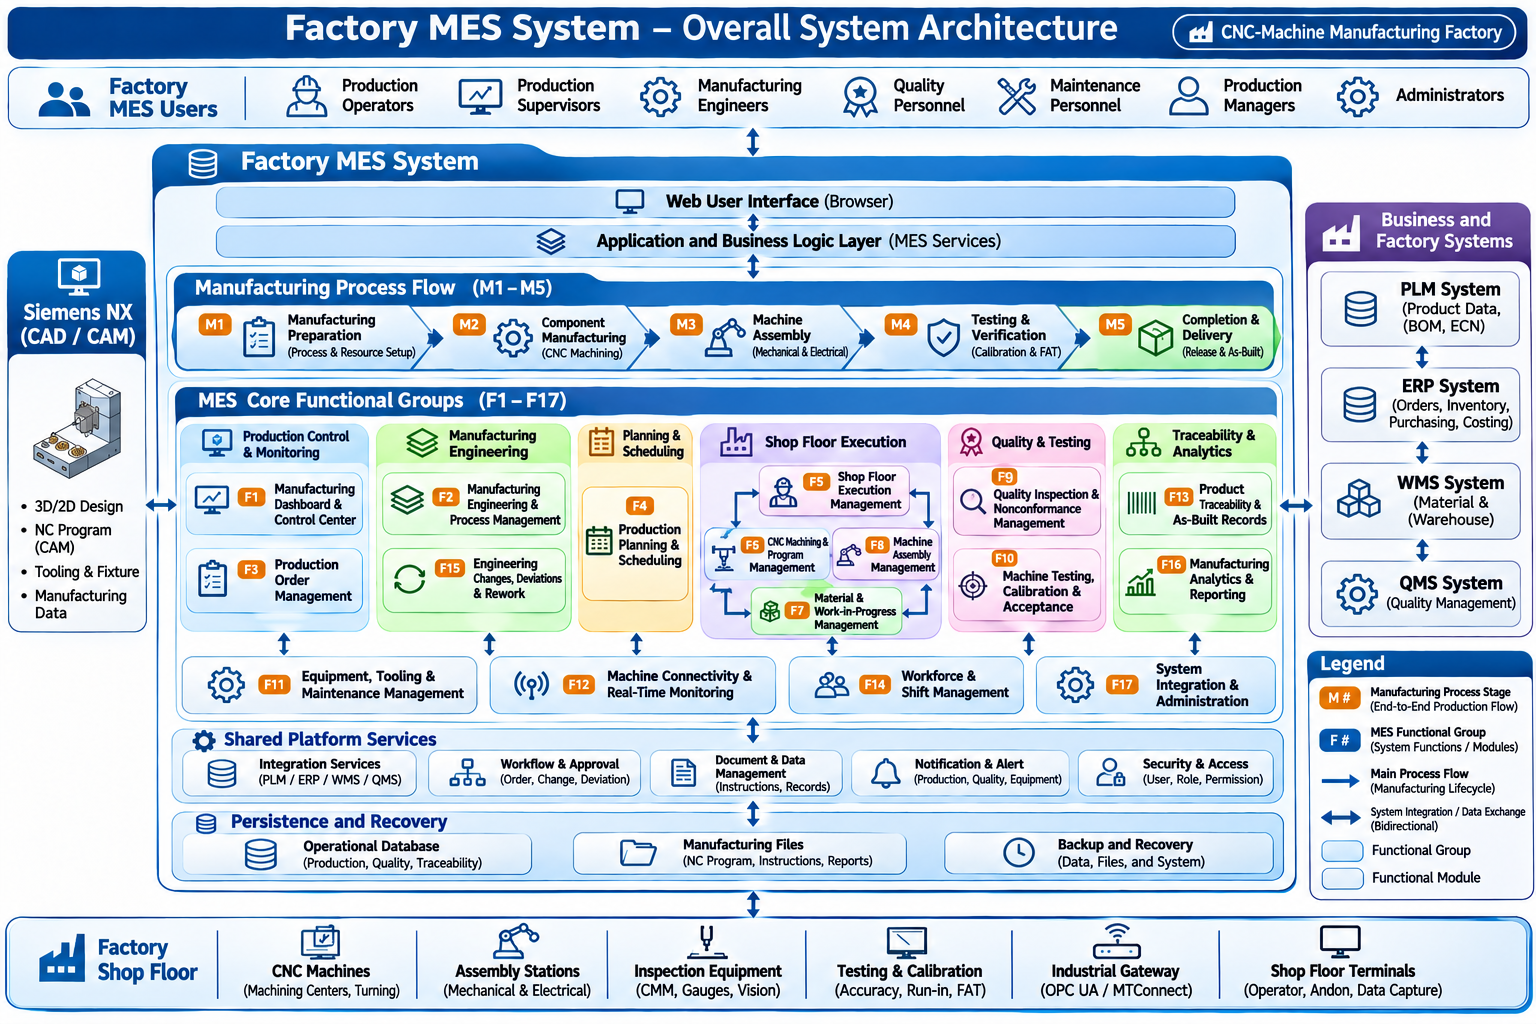 Factory MES System – Overall System Architecture
CNC-Machine Manufacturing Factory
Factory
MES Users
Production
Operators
Production
Supervisors
Manufacturing
Engineers
Quality
Personnel
Maintenance
Personnel
Production
Managers
Administrators
Factory MES System
Web User Interface (Browser)
Application and Business Logic Layer (MES Services)
Siemens NX
(CAD / CAM)
• 3D/2D Design
• NC Program
(CAM)
• Tooling & Fixture
• Manufacturing
Data
Manufacturing Process Flow (M1 – M5)
M1
Manufacturing
Preparation
(Process & Resource Setup)
M2
Component
Manufacturing
(CNC Machining)
M3
Machine
Assembly
(Mechanical & Electrical)
M4
Testing &
Verification
(Calibration & FAT)
M5
Completion &
Delivery
(Release & As-Built)
MES Core Functional Groups (F1 – F17)
Production Control
& Monitoring
F1
Manufacturing
Dashboard &
Control Center
F3
Production
Order
Management
Manufacturing
Engineering
F2
Manufacturing
Engineering &
Process Management
F15
Engineering
Changes, Deviations
& Rework
Planning &
Scheduling
F4
Production
Planning &
Scheduling
Shop Floor Execution
F5
Shop Floor
Execution
Management
F6
CNC Machining &
Program
Management
F8
Machine
Assembly
Management
F7
Material &
Work-in-Progress
Management
Quality & Testing
F9
Quality Inspection &
Nonconformance
Management
F10
Machine Testing,
Calibration &
Acceptance
Traceability &
Analytics
F13
Product
Traceability &
As-Built Records
F16
Manufacturing
Analytics &
Reporting
F11
Equipment, Tooling &
Maintenance Management
F12
Machine Connectivity &
Real-Time Monitoring
F14
Workforce &
Shift Management
F17
System
Integration &
Administration
Shared Platform Services
Integration Services
(PLM / ERP / WMS / QMS)
Workflow & Approval
(Order, Change, Deviation)
Document & Data
Management
(Instructions, Records)
Notification & Alert
(Production, Quality, Equipment)
Security & Access
(User, Role, Permission)
Persistence and Recovery
Operational Database
(Production, Quality, Traceability)
Manufacturing Files
(NC Program, Instructions, Reports)
Backup and Recovery
(Data, Files, and System)
Business and
Factory Systems
PLM System
(Product Data,
(BOM, ECN)
ERP System
(Orders, Inventory,
Purchasing, Costing)
WMS System
(Material &
(Warehouse)
QMS System
(Quality Management)
Legend
M #
Manufacturing Process Stage
(End-to-End Production Flow)
F #
MES Functional Group
(System Functions / Modules)
Main Process Flow
(Manufacturing Lifecycle)
System Integration / Data Exchange
(Bidirectional)
Functional Group
Functional Module
Factory
Shop Floor
CNC Machines
(Machining Centers, Turning)
Assembly Stations
(Mechanical & Electrical)
Inspection Equipment
(CMM, Gauges, Vision)
Testing & Calibration
(Accuracy, Run-in, FAT)
Industrial Gateway
(OPC UA / MTConnect)
Shop Floor Terminals
(Operator, Andon, Data Capture)